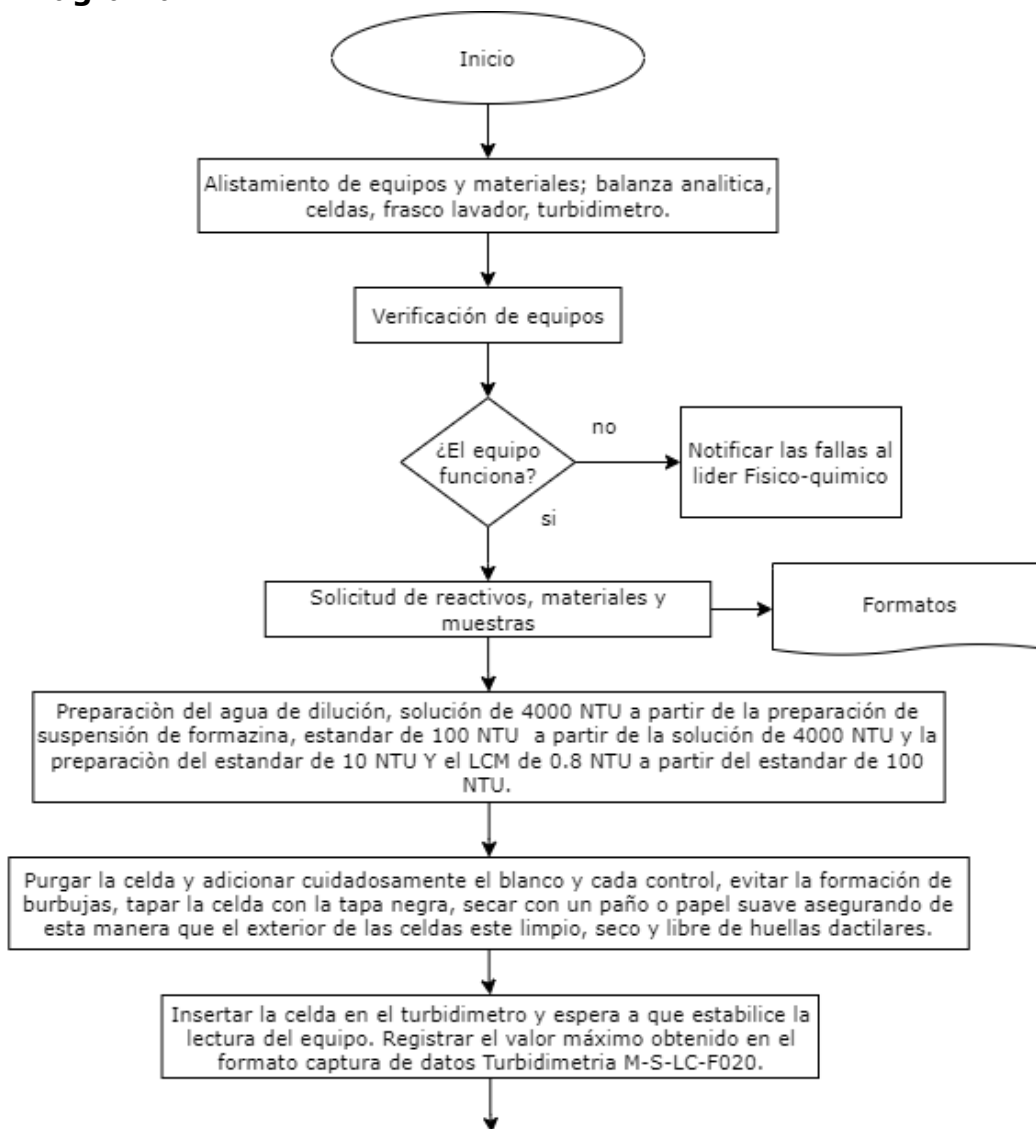 Inicio
Alistamiento de equipos y materiales; balanza analitica,
celdas, frasco lavador, turbidimetro.
Verificación de equipos
¿El equipo
funciona?
no
Notificar las fallas al
lider Fisico-quimico
si
Solicitud de reactivos, materiales y
muestras
Formatos
Preparaciòn del agua de dilución, solución de 4000 NTU a partir de la preparación de
suspensión de formazina, estandar de 100 NTU a partir de la solución de 4000 NTU y la
preparaciòn del estandar de 10 NTU Y el LCM de 0.8 NTU a partir del estandar de 100
NTU.
Purgar la celda y adicionar cuidadosamente el blanco y cada control, evitar la formación de
burbujas, tapar la celda con la tapa negra, secar con un paño o papel suave asegurando de
esta manera que el exterior de las celdas este limpio, seco y libre de huellas dactilares.
Insertar la celda en el turbidimetro y espera a que estabilice la
lectura del equipo. Registrar el valor máximo obtenido en el
formato captura de datos Turbidimetria M-S-LC-F020.